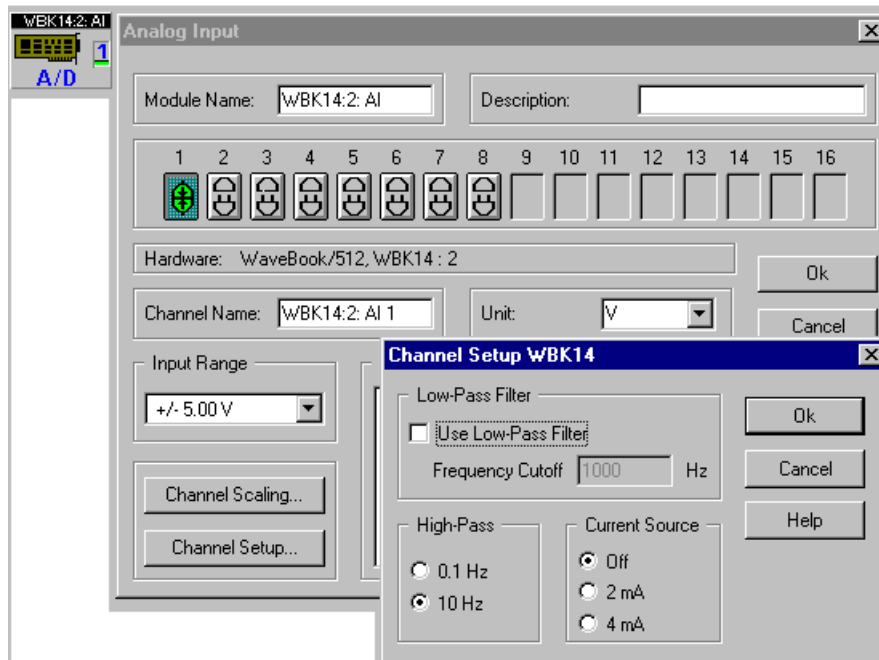 WBK14:2: AI
1
A/D
Analog Input
Module Name: WBK14:2: AI Description:
1 2 3 4 5 6 7 8 9 10 11 12 13 14 15 16
Hardware: WaveBook/512, WBK14 : 2
Ok
Channel Name: WBK14:2: AI 1 Unit: V
Cancel
Input Range
+/- 5.00 V
Channel Scaling...
Channel Setup...
Channel Setup WBK14
Low-Pass Filter
Use Low-Pass Filter
Frequency Cutoff 1000 Hz
Ok
Cancel
Help
High-Pass
0.1 Hz
10 Hz
Current Source
Off
2 mA
4 mA